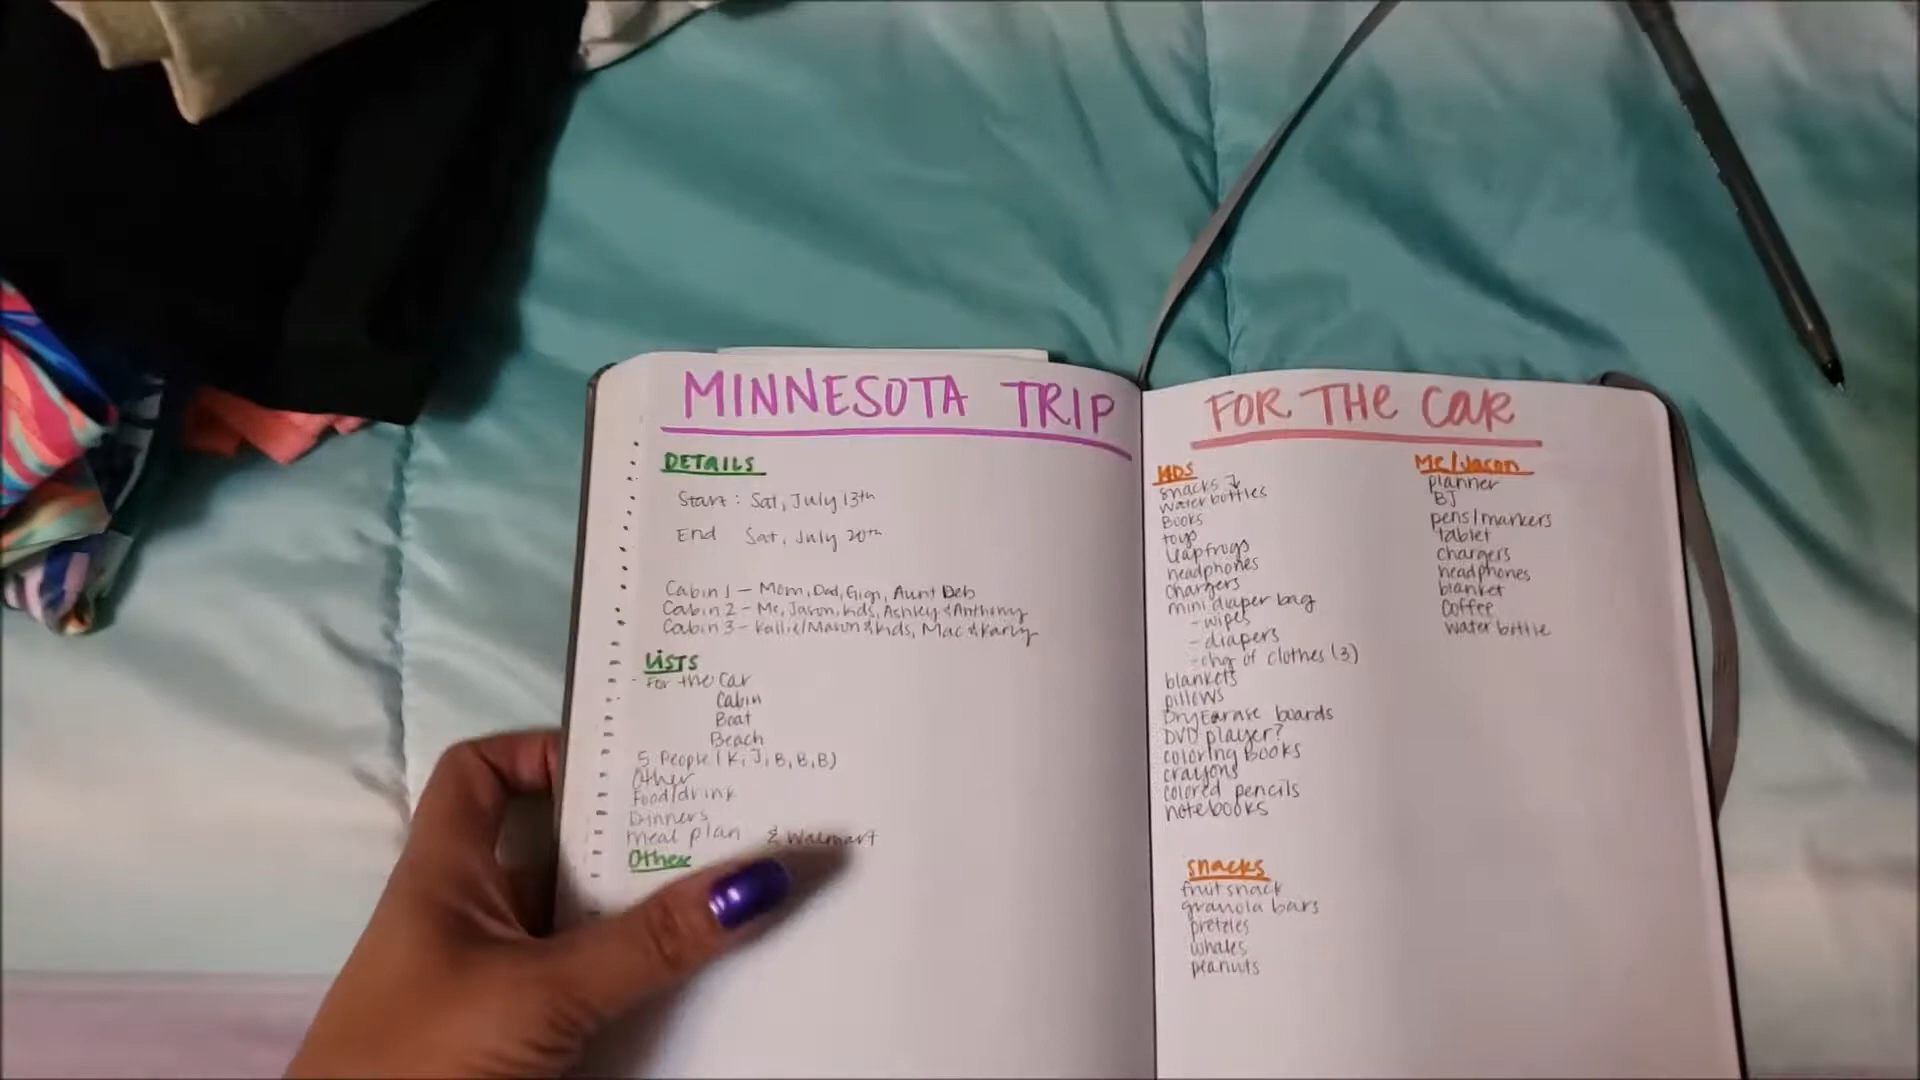 MINNESOTA TRIP
DETAILS
Start: Sat, July 13th
End Sat, July 20th
Cabin 1 – Mom, Dad, Gign, Aunt Deb
Cabin 2 – Me, Jason, kids, Ashley & Anthony
Cabin 3 – Kallie/Mason & kids, Mac & Karly
LiSTS
- For the Car
Cabin
Boat
Beach
5 People (K, J, B, B, B)
Other
Food/drink
Dinners
Meal plan & Walmart
Other
FOR THE CAR
KIDS
snacks
water bottles
Books
toys
leapfrogs
headphones
chargers
mini diaper bag
- wipes
- diapers
- chg of clothes (3)
blankets
pillows
Dry Earase boards
DVD player?
coloring Books
crayons
colored pencils
notebooks
Me/Jason
planner
BJ
pens/markers
tablet
chargers
headphones
blanket
Coffee
water bottle
snacks
fruit snack
granola bars
pretzles
whales
peanuts